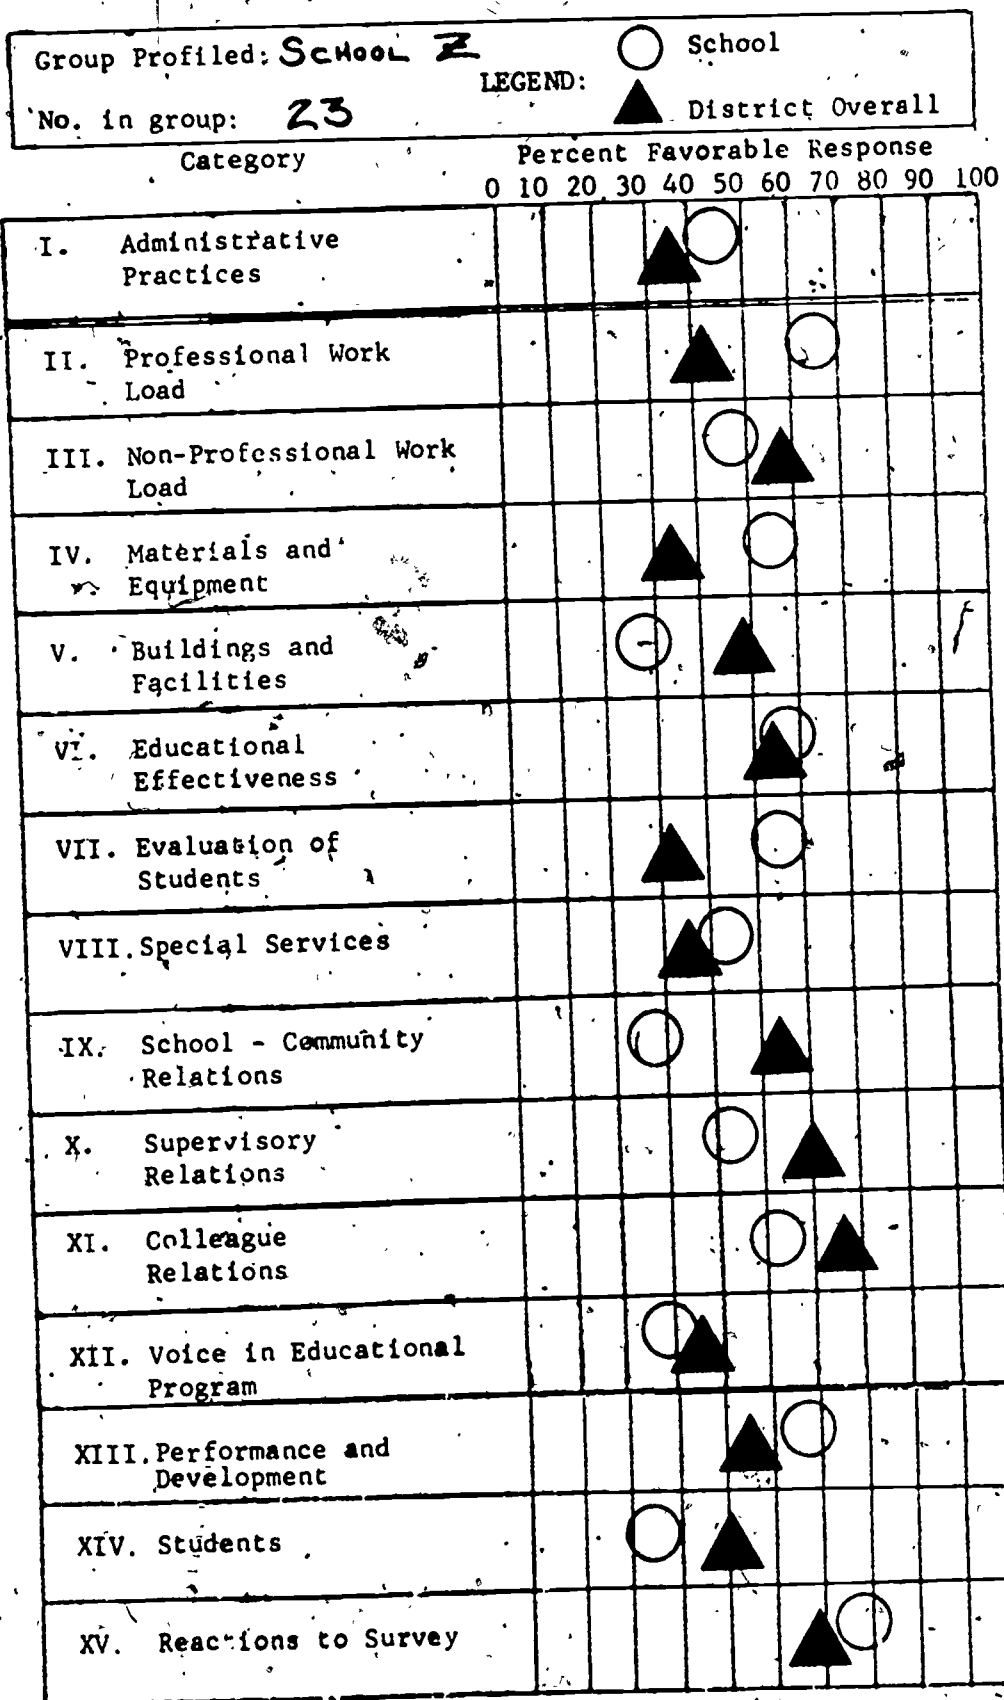 Group Profiled: SCHOOL Z
LEGEND:
School
No. in group: 23
District Overall
Category
Percent Favorable Response
0 10 20 30 40 50 60 70 80 90 100
I. Administrative
Practices
II. Professional Work
Load
III. Non-Professional Work
Load
IV. Materials and
Equipment
V. Buildings and
Facilities
VI. Educational
Effectiveness
VII. Evaluation of
Students
VIII. Special Services
IX. School - Community
Relations
X. Supervisory
Relations
XI. Colleague
Relations
XII. Voice in Educational
Program
XIII. Performance and
Development
XIV. Students
XV. Reactions to Survey